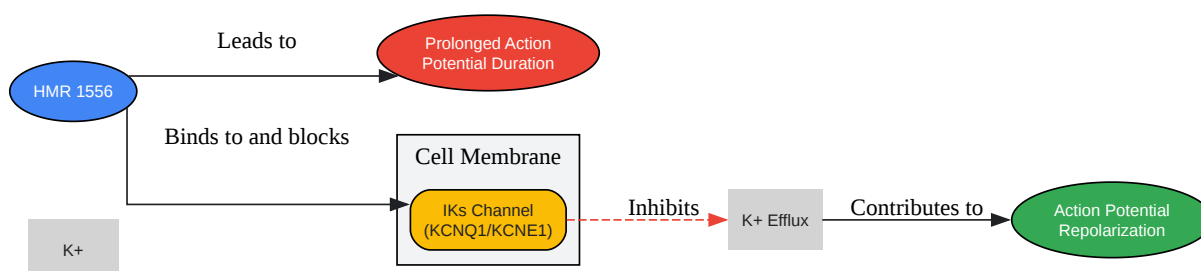 Leads to
Prolonged Action
Potential Duration
HMR 1556
Binds to and blocks
Cell Membrane
IKs Channel
(KCNQ1/KCNE1)
Inhibits
K+ Efflux
Contributes to
Action Potential
Repolarization
K+